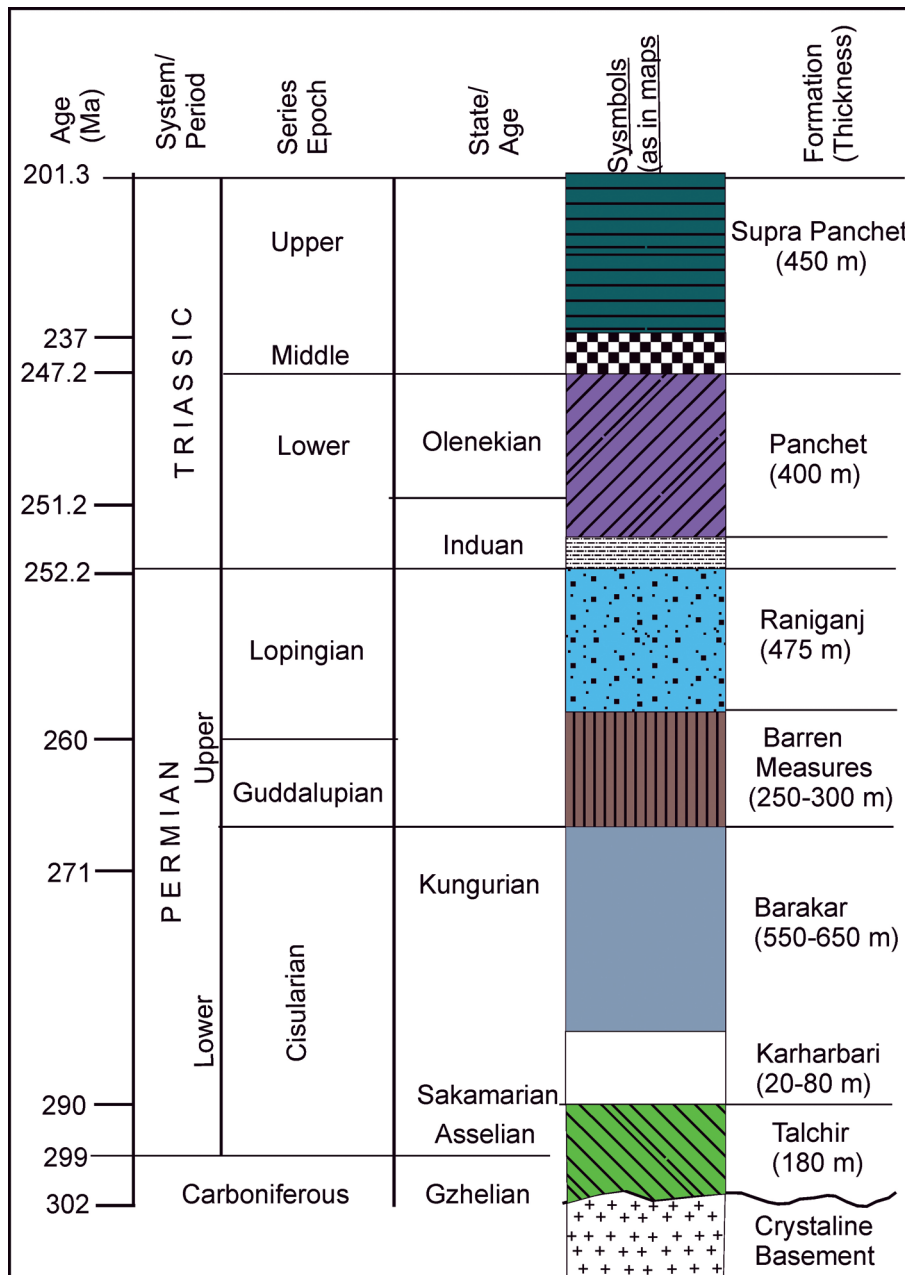 Age
(Ma)
System/
Period
Series
Epoch
State/
Age
Sysmbols
(as in maps)
Formation
(Thickness)
201.3
Upper
Supra Panchet
(450 m)
237
Middle
247.2
TRIASSIC
Lower
Olenekian
Panchet
(400 m)
251.2
Induan
252.2
Lopingian
Raniganj
(475 m)
Upper
260
Guddalupian
Barren
Measures
(250-300 m)
PERMIAN
271
Kungurian
Barakar
(550-650 m)
Lower
Cisularian
Karharbari
(20-80 m)
290
Sakamarian
Asselian
Talchir
(180 m)
299
Carboniferous
Gzhelian
302
Crystaline
Basement